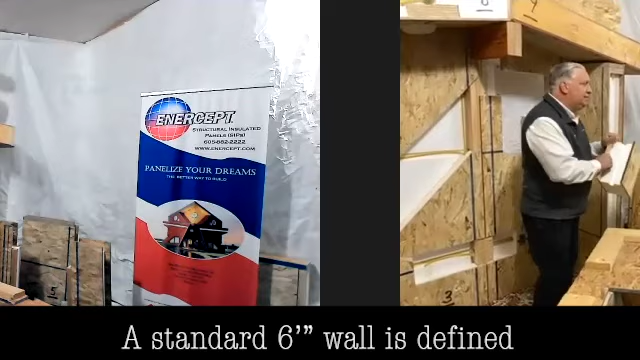 ENERCEPT
STRUCTURAL INSULATED
PANELS (SIPs)
605-882-2222
WWW.ENERCEPT.COM
PANELIZE YOUR DREAMS
THE BETTER WAY TO BUILD
A standard 6’” wall is defined